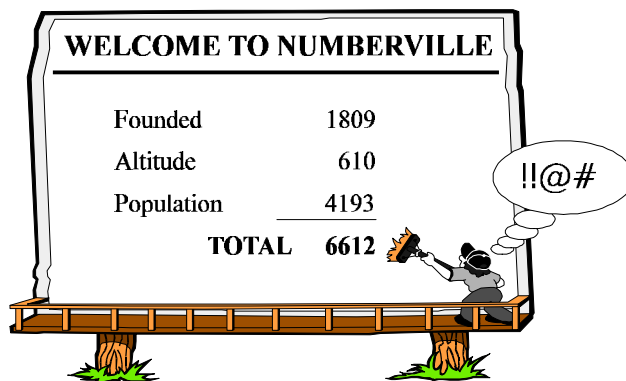 WELCOME TO NUMBERVILLE
Founded 1809
Altitude 610
Population 4193
TOTAL 6612
!!@#